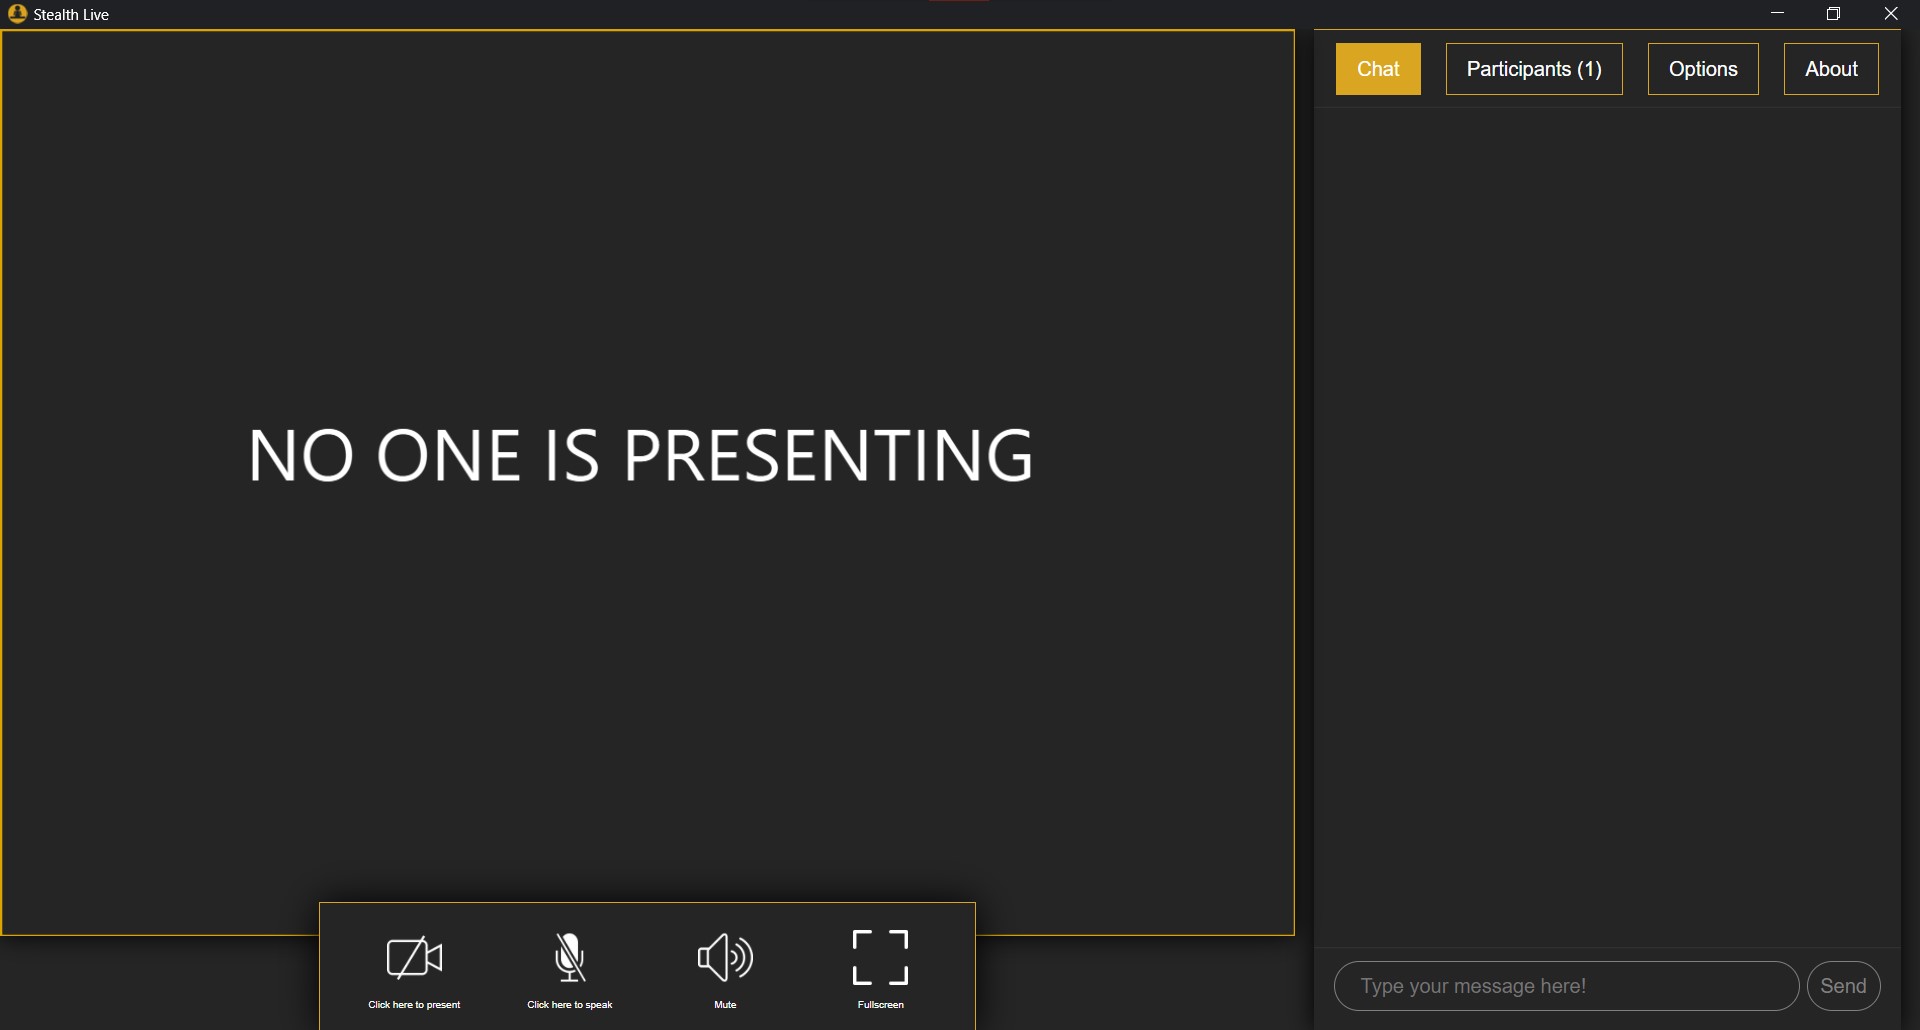 Stealth Live
Chat
Participants (1)
Options
About
NO ONE IS PRESENTING
Click here to present
Click here to speak
Mute
Fullscreen
Type your message here!
Send